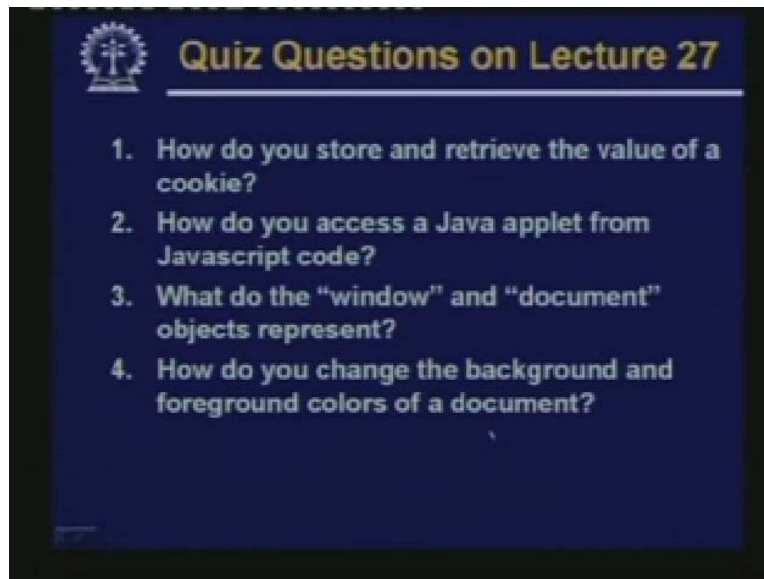 Quiz Questions on Lecture 27
1. How do you store and retrieve the value of a
cookie?
2. How do you access a Java applet from
Javascript code?
3. What do the “window” and “document”
objects represent?
4. How do you change the background and
foreground colors of a document?